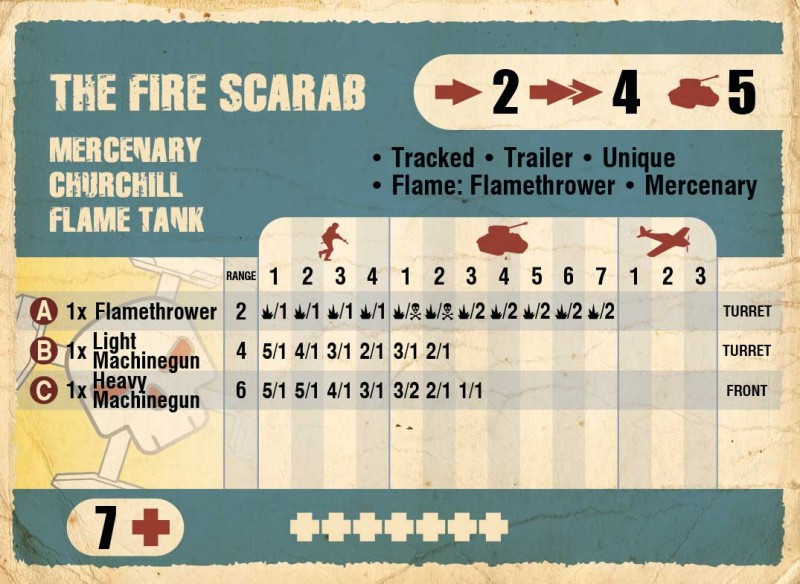 THE FIRE SCARAB
2 4 5
MERCENARY
CHURCHILL
FLAME TANK
• Tracked • Trailer • Unique
• Flame: Flamethrower • Mercenary
RANGE 1 2 3 4 1 2 3 4 5 6 7 1 2 3
A 1x Flamethrower 2 /1 /1 /1 /1 / / /2 /2 /2 /2 /2 TURRET
B 1x Light Machinegun 4 5/1 4/1 3/1 2/1 3/1 2/1 TURRET
C 1x Heavy Machinegun 6 5/1 5/1 4/1 3/1 3/2 2/1 1/1 FRONT
7